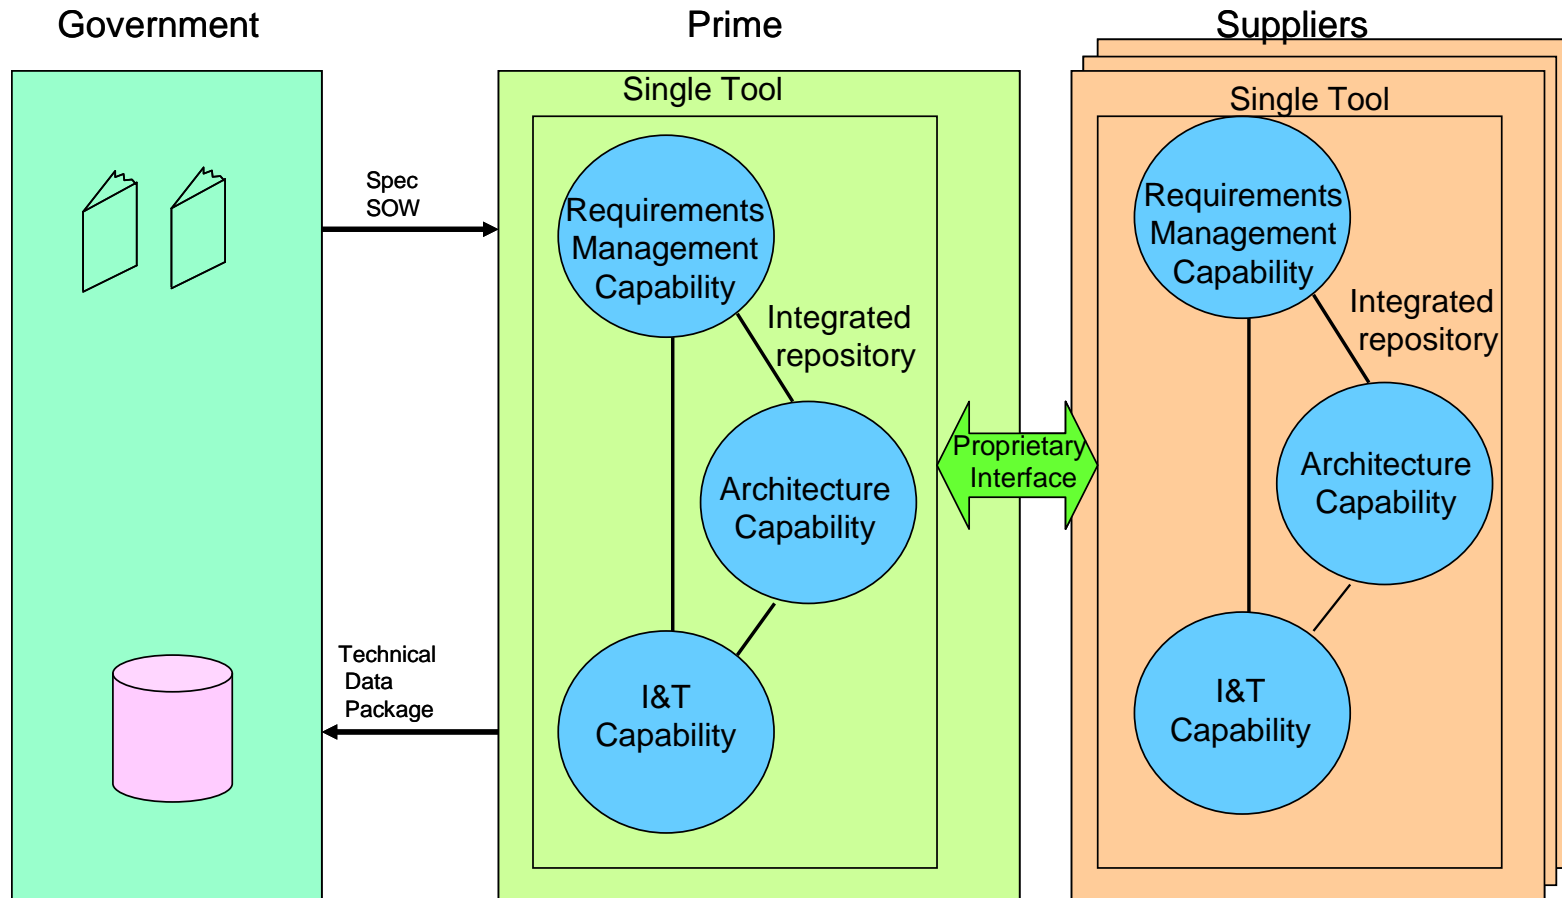 Government
Prime
Suppliers
Single Tool
Single Tool
Spec
SOW
Requirements
Management
Capability
Integrated
repository
Architecture
Capability
I&T
Capability
Technical
Data
Package
Proprietary
Interface
Requirements
Management
Capability
Integrated
repository
Architecture
Capability
I&T
Capability